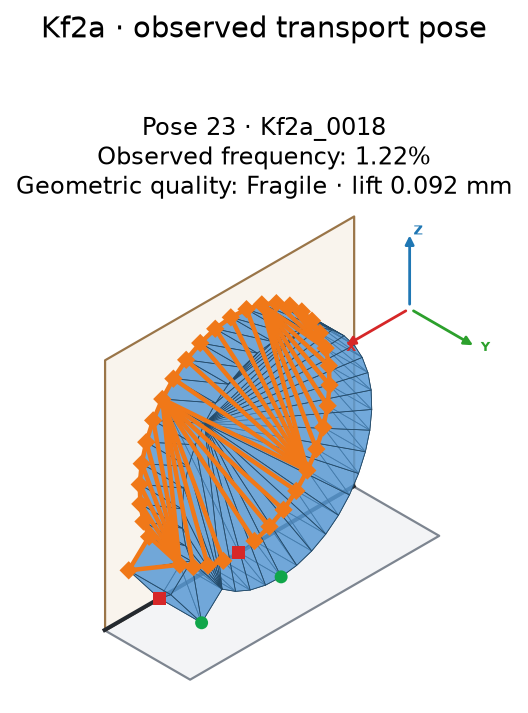 Kf2a · observed transport pose
Pose 23 · Kf2a_0018
Observed frequency: 1.22%
Geometric quality: Fragile · lift 0.092 mm
Z
Y